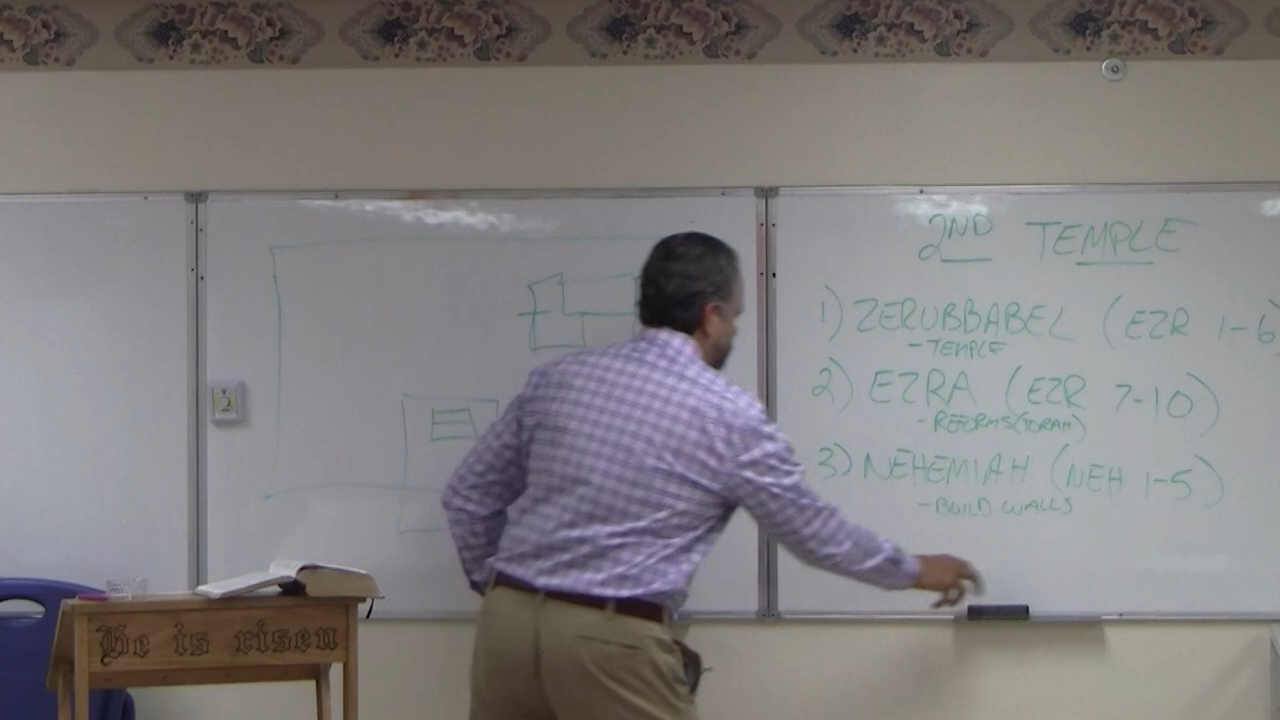 2ND TEMPLE
1) ZERUBBABEL (EZR 1-6)
- TEMPLE
2) EZRA (EZR 7-10)
- REFORMS (TORAH)
3) NEHEMIAH (NEH 1-5)
- BUILD WALLS
He is risen